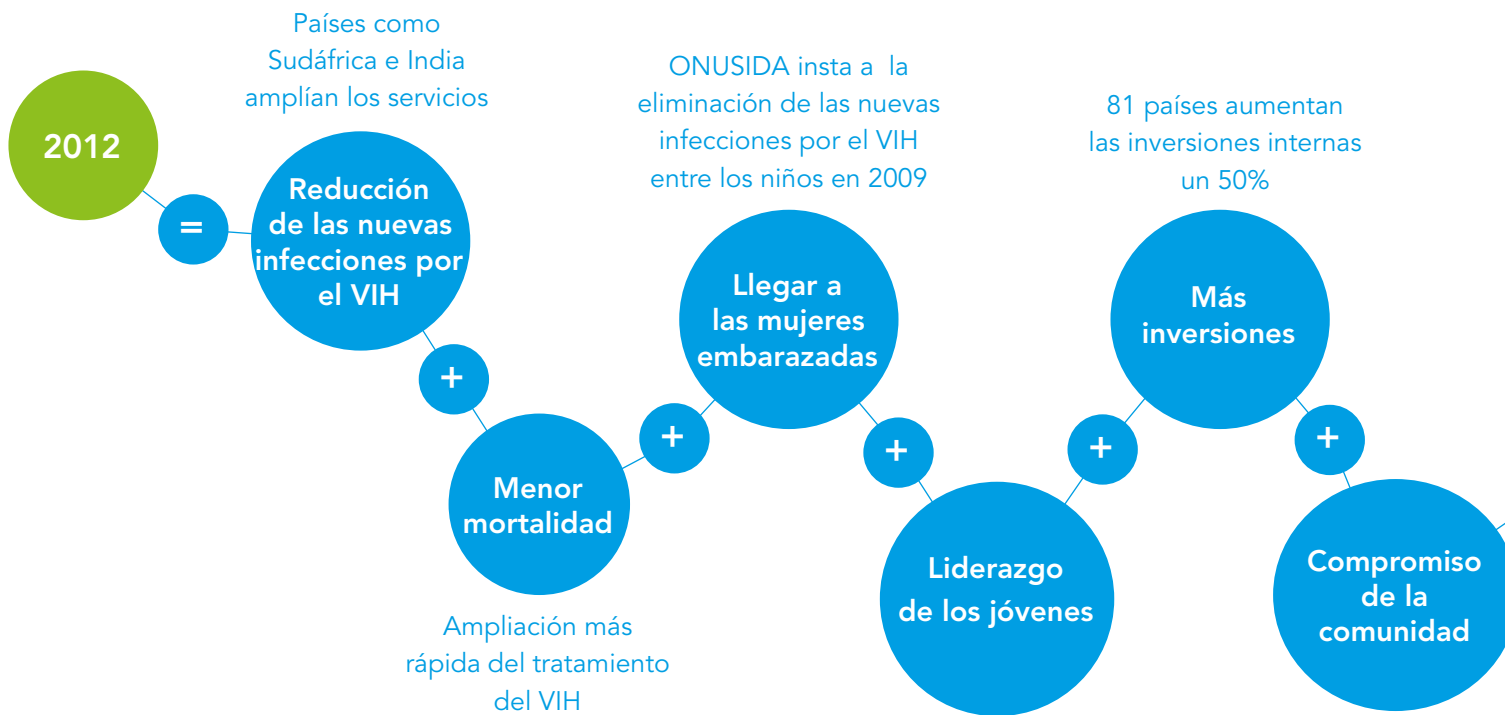 2012
=
Países como
Sudáfrica e India
amplían los servicios
Reducción
de las nuevas
infecciones por
el VIH
+
Menor
mortalidad
Ampliación más
rápida del tratamiento
del VIH
+
ONUSIDA insta a la
eliminación de las nuevas
infecciones por el VIH
entre los niños en 2009
Llegar a
las mujeres
embarazadas
+
Liderazgo
de los jóvenes
+
81 países aumentan
las inversiones internas
un 50%
Más
inversiones
+
Compromiso
de la
comunidad